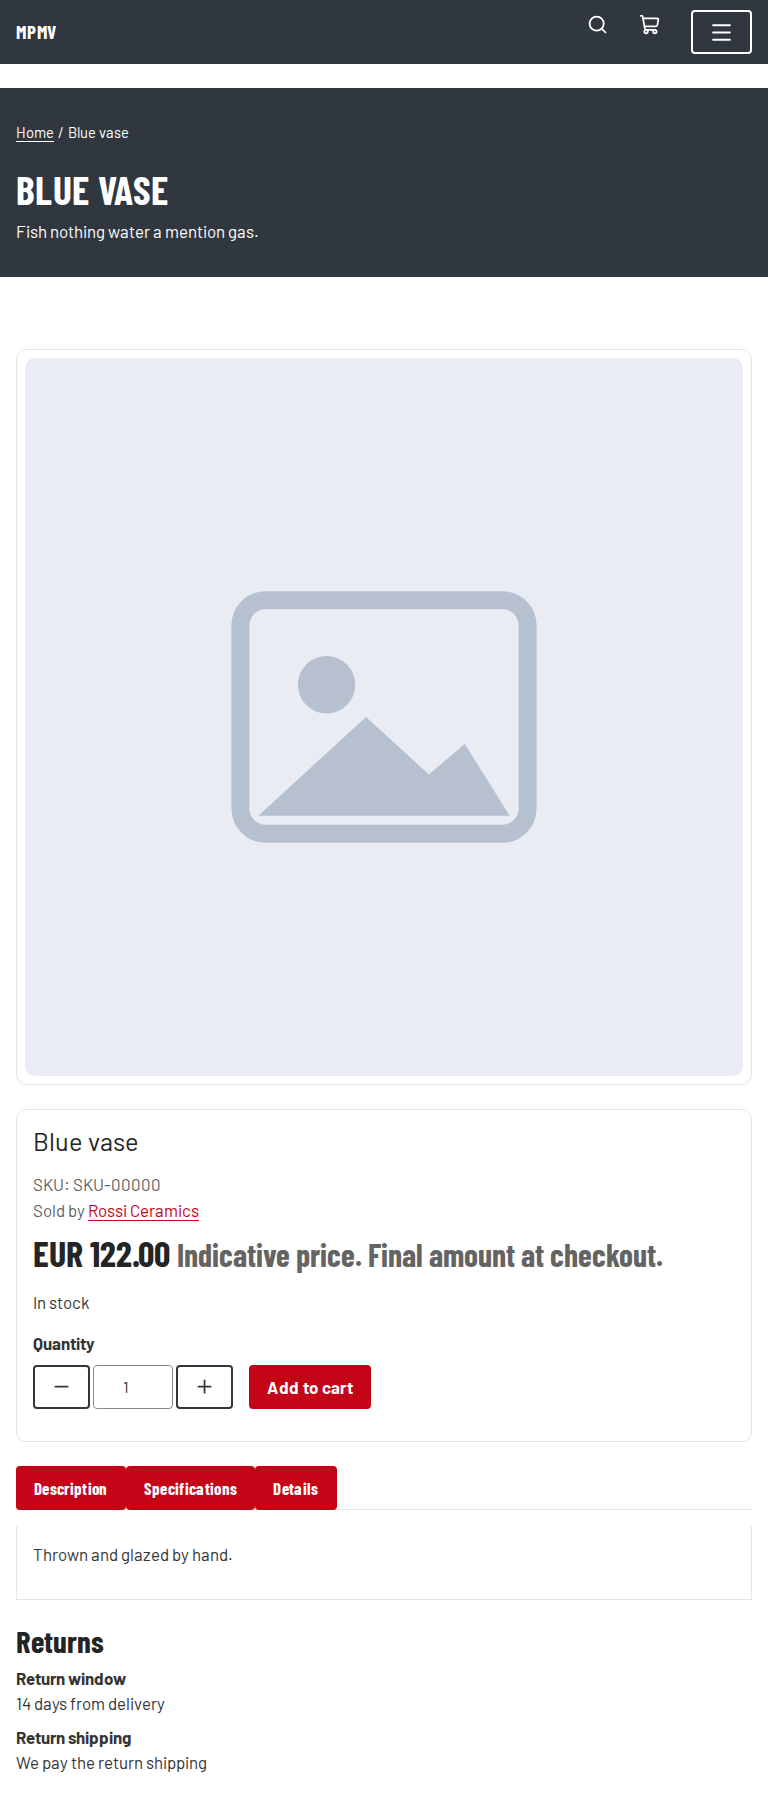 MPMV
Home / Blue vase
BLUE VASE
Fish nothing water a mention gas.
Blue vase
SKU: SKU-00000
Sold by Rossi Ceramics
EUR 122.00 Indicative price. Final amount at checkout.
In stock
Quantity
1
Add to cart
Description Specifications Details
Thrown and glazed by hand.
Returns
Return window
14 days from delivery
Return shipping
We pay the return shipping